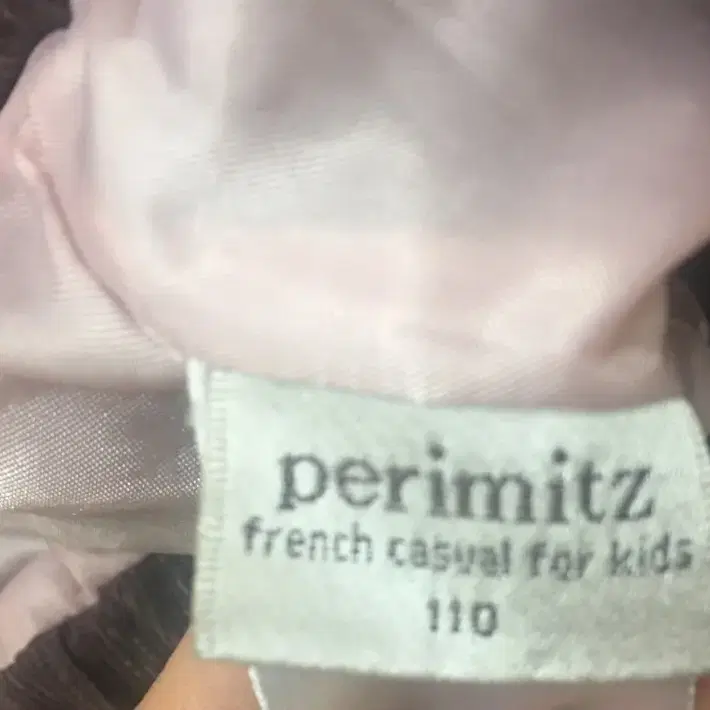 perimitz
french casual for kids
110